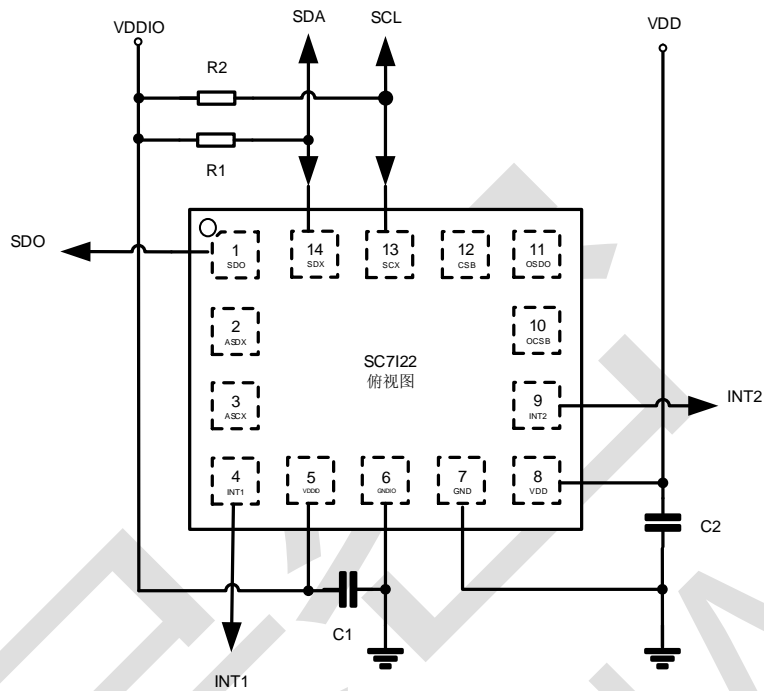 SDA
SCL
VDDIO
VDD
R2
R1
SDO
1
SDO
14
SDX
13
SCX
12
CSB
11
OSDO
2
ASDX
10
OCSB
SC7I22
俯视图
3
ASCX
9
INT2
INT2
4
INT1
5
VDDIO
6
GNDIO
7
GND
8
VDD
C2
C1
INT1